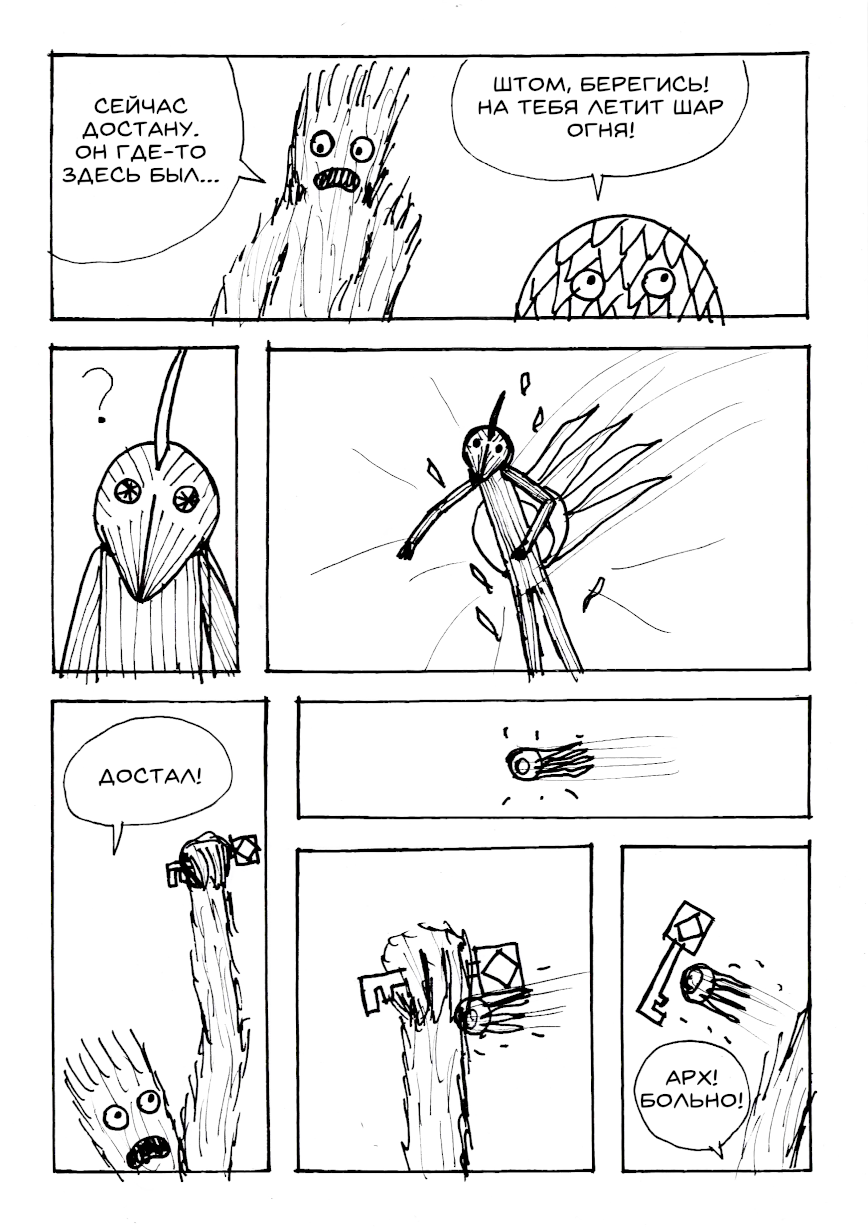 СЕЙЧАС
ДОСТАНУ.
ОН ГДЕ-ТО
ЗДЕСЬ БЫЛ...
ШТОМ, БЕРЕГИСЬ!
НА ТЕБЯ ЛЕТИТ ШАР
ОГНЯ!
?
ДОСТАЛ!
АРХ!
БОЛЬНО!